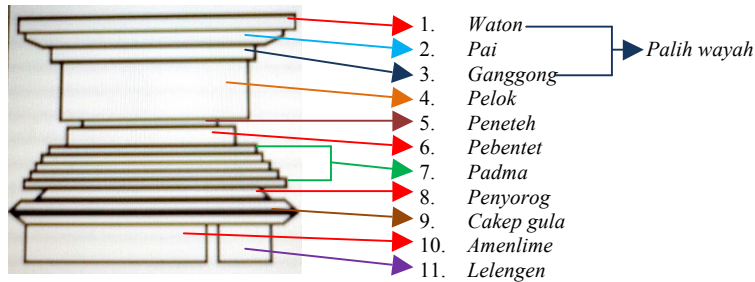 1. Waton
2. Pai
3. Ganggong
Palih wayah
4. Pelok
5. Peneteh
6. Pebentet
7. Padma
8. Penyorog
9. Cakep gula
10. Amenlime
11. Lelengen